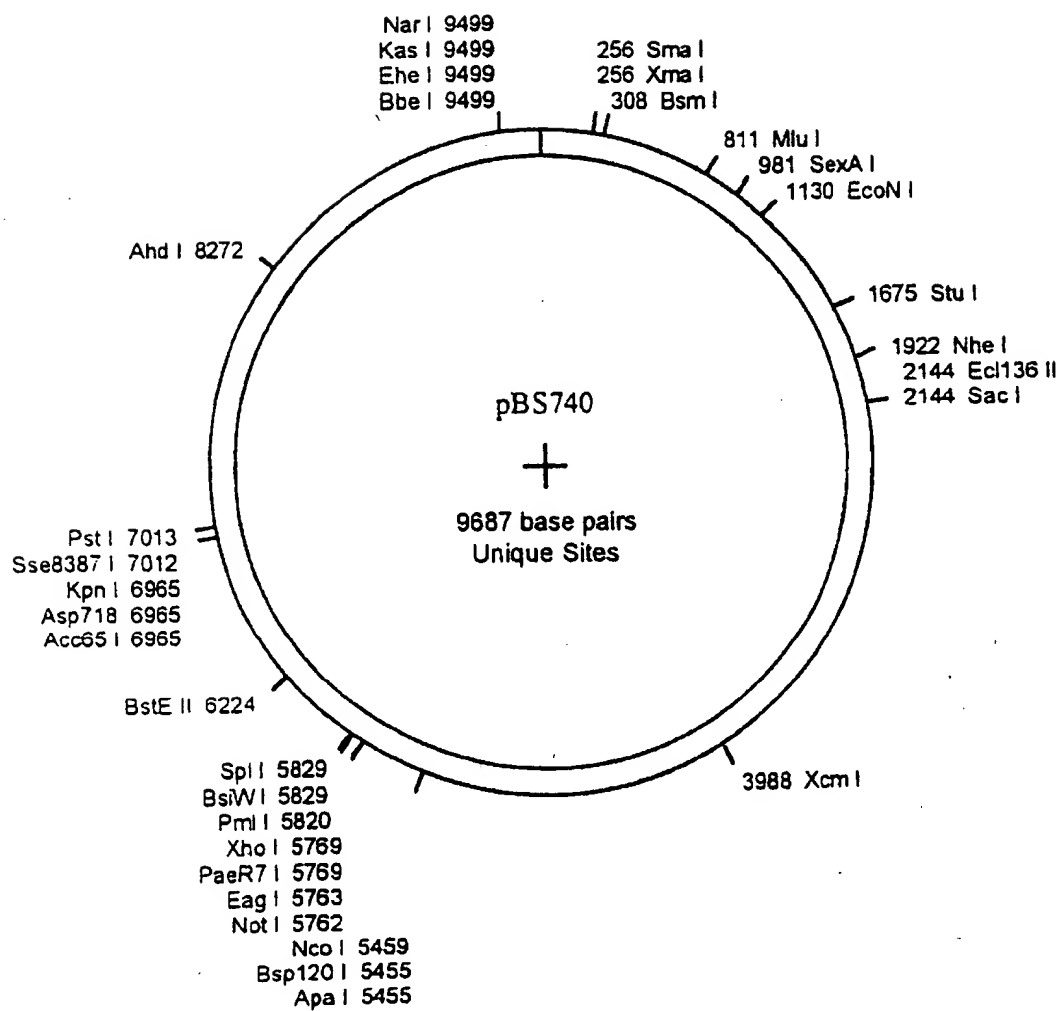 Nar I 9499
Kas I 9499
Ehe I 9499
Bbe I 9499
256 Sma I
256 Xma I
308 Bsm I
811 Mlu I
981 SexA I
1130 EcoN I
Ahd I 8272
1675 Stu I
1922 Nhe I
2144 Ecl136 II
2144 Sac I
pBS740
9687 base pairs
Unique Sites
Pst I 7013
Sse8387 I 7012
Kpn I 6965
Asp718 6965
Acc65 I 6965
BstE II 6224
3988 Xcm I
Spl I 5829
BsiW I 5829
Pml I 5820
Xho I 5769
PaeR7 I 5769
Eag I 5763
Not I 5762
Nco I 5459
Bsp120 I 5455
Apa I 5455